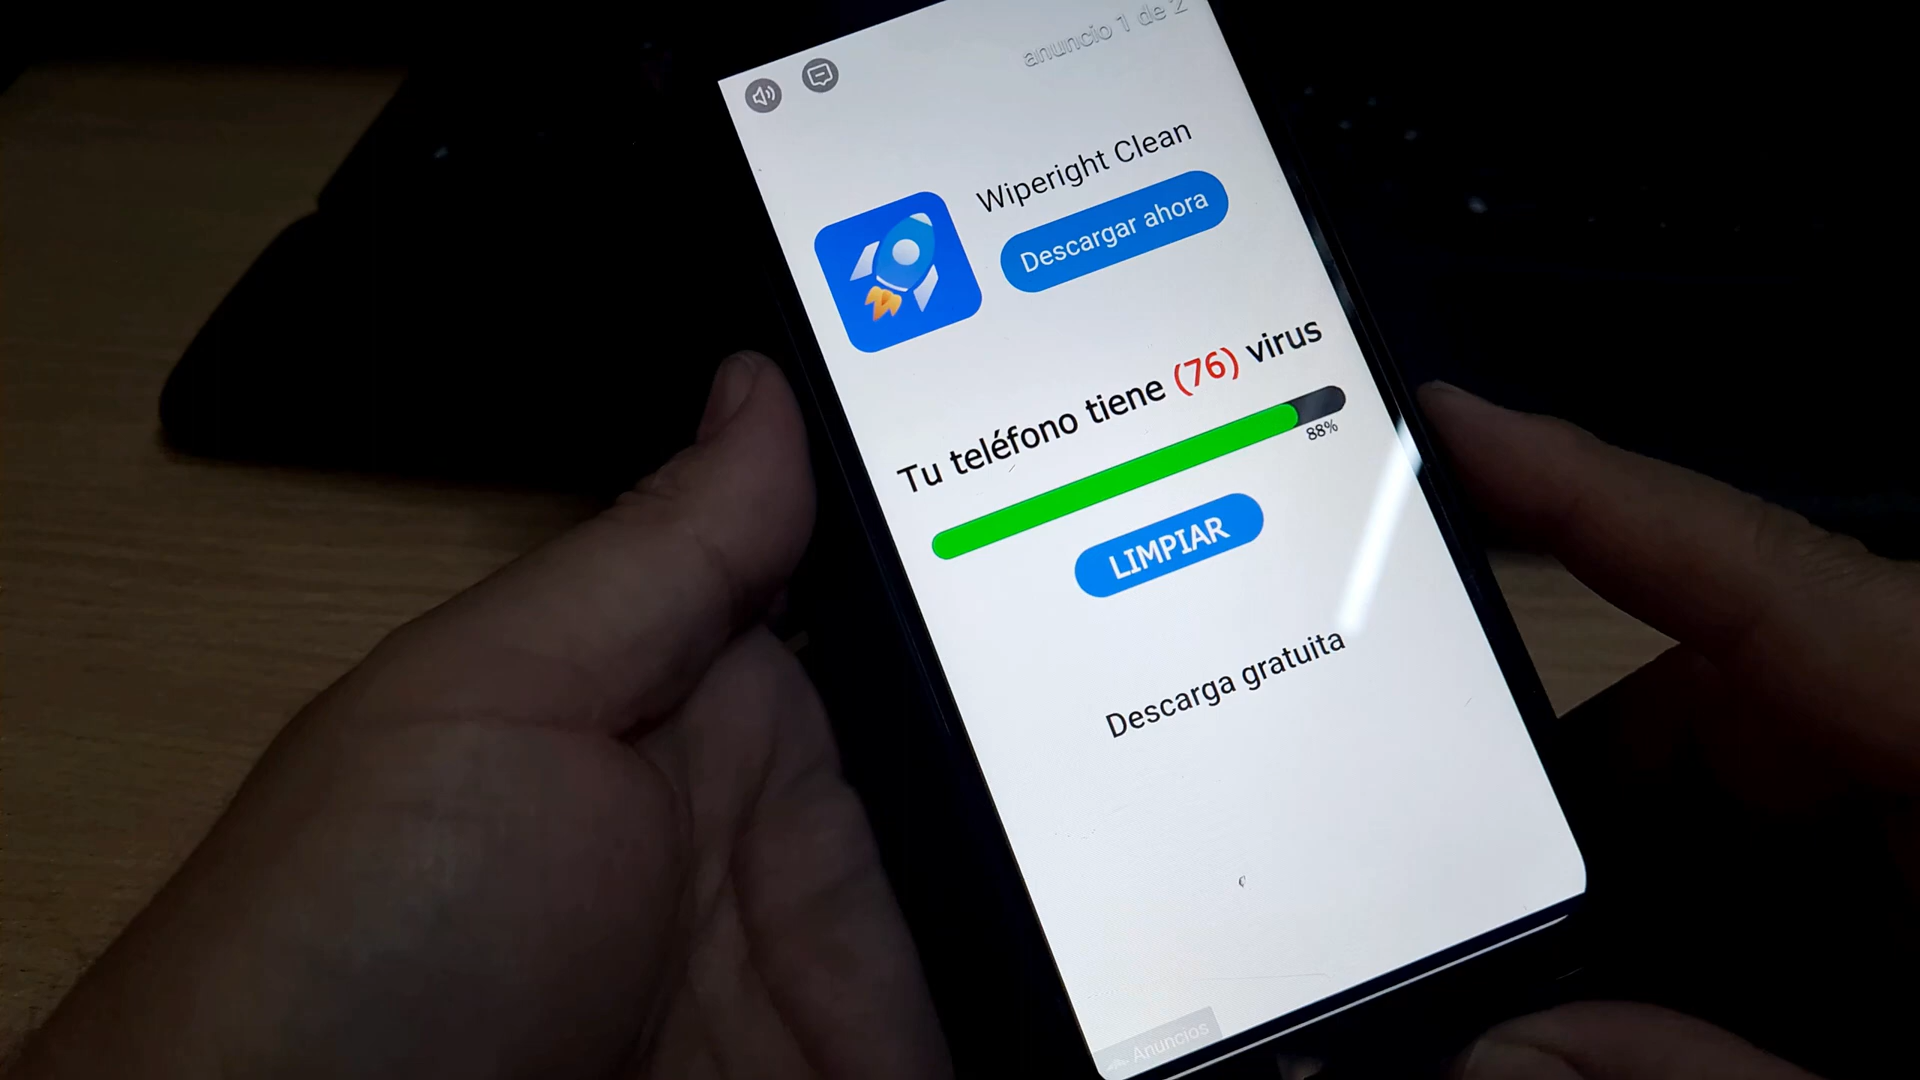 anuncio 1 de 2
Wiperight Clean
Descargar ahora
Tu teléfono tiene (76) virus
88%
LIMPIAR
Descarga gratuita
Anuncios